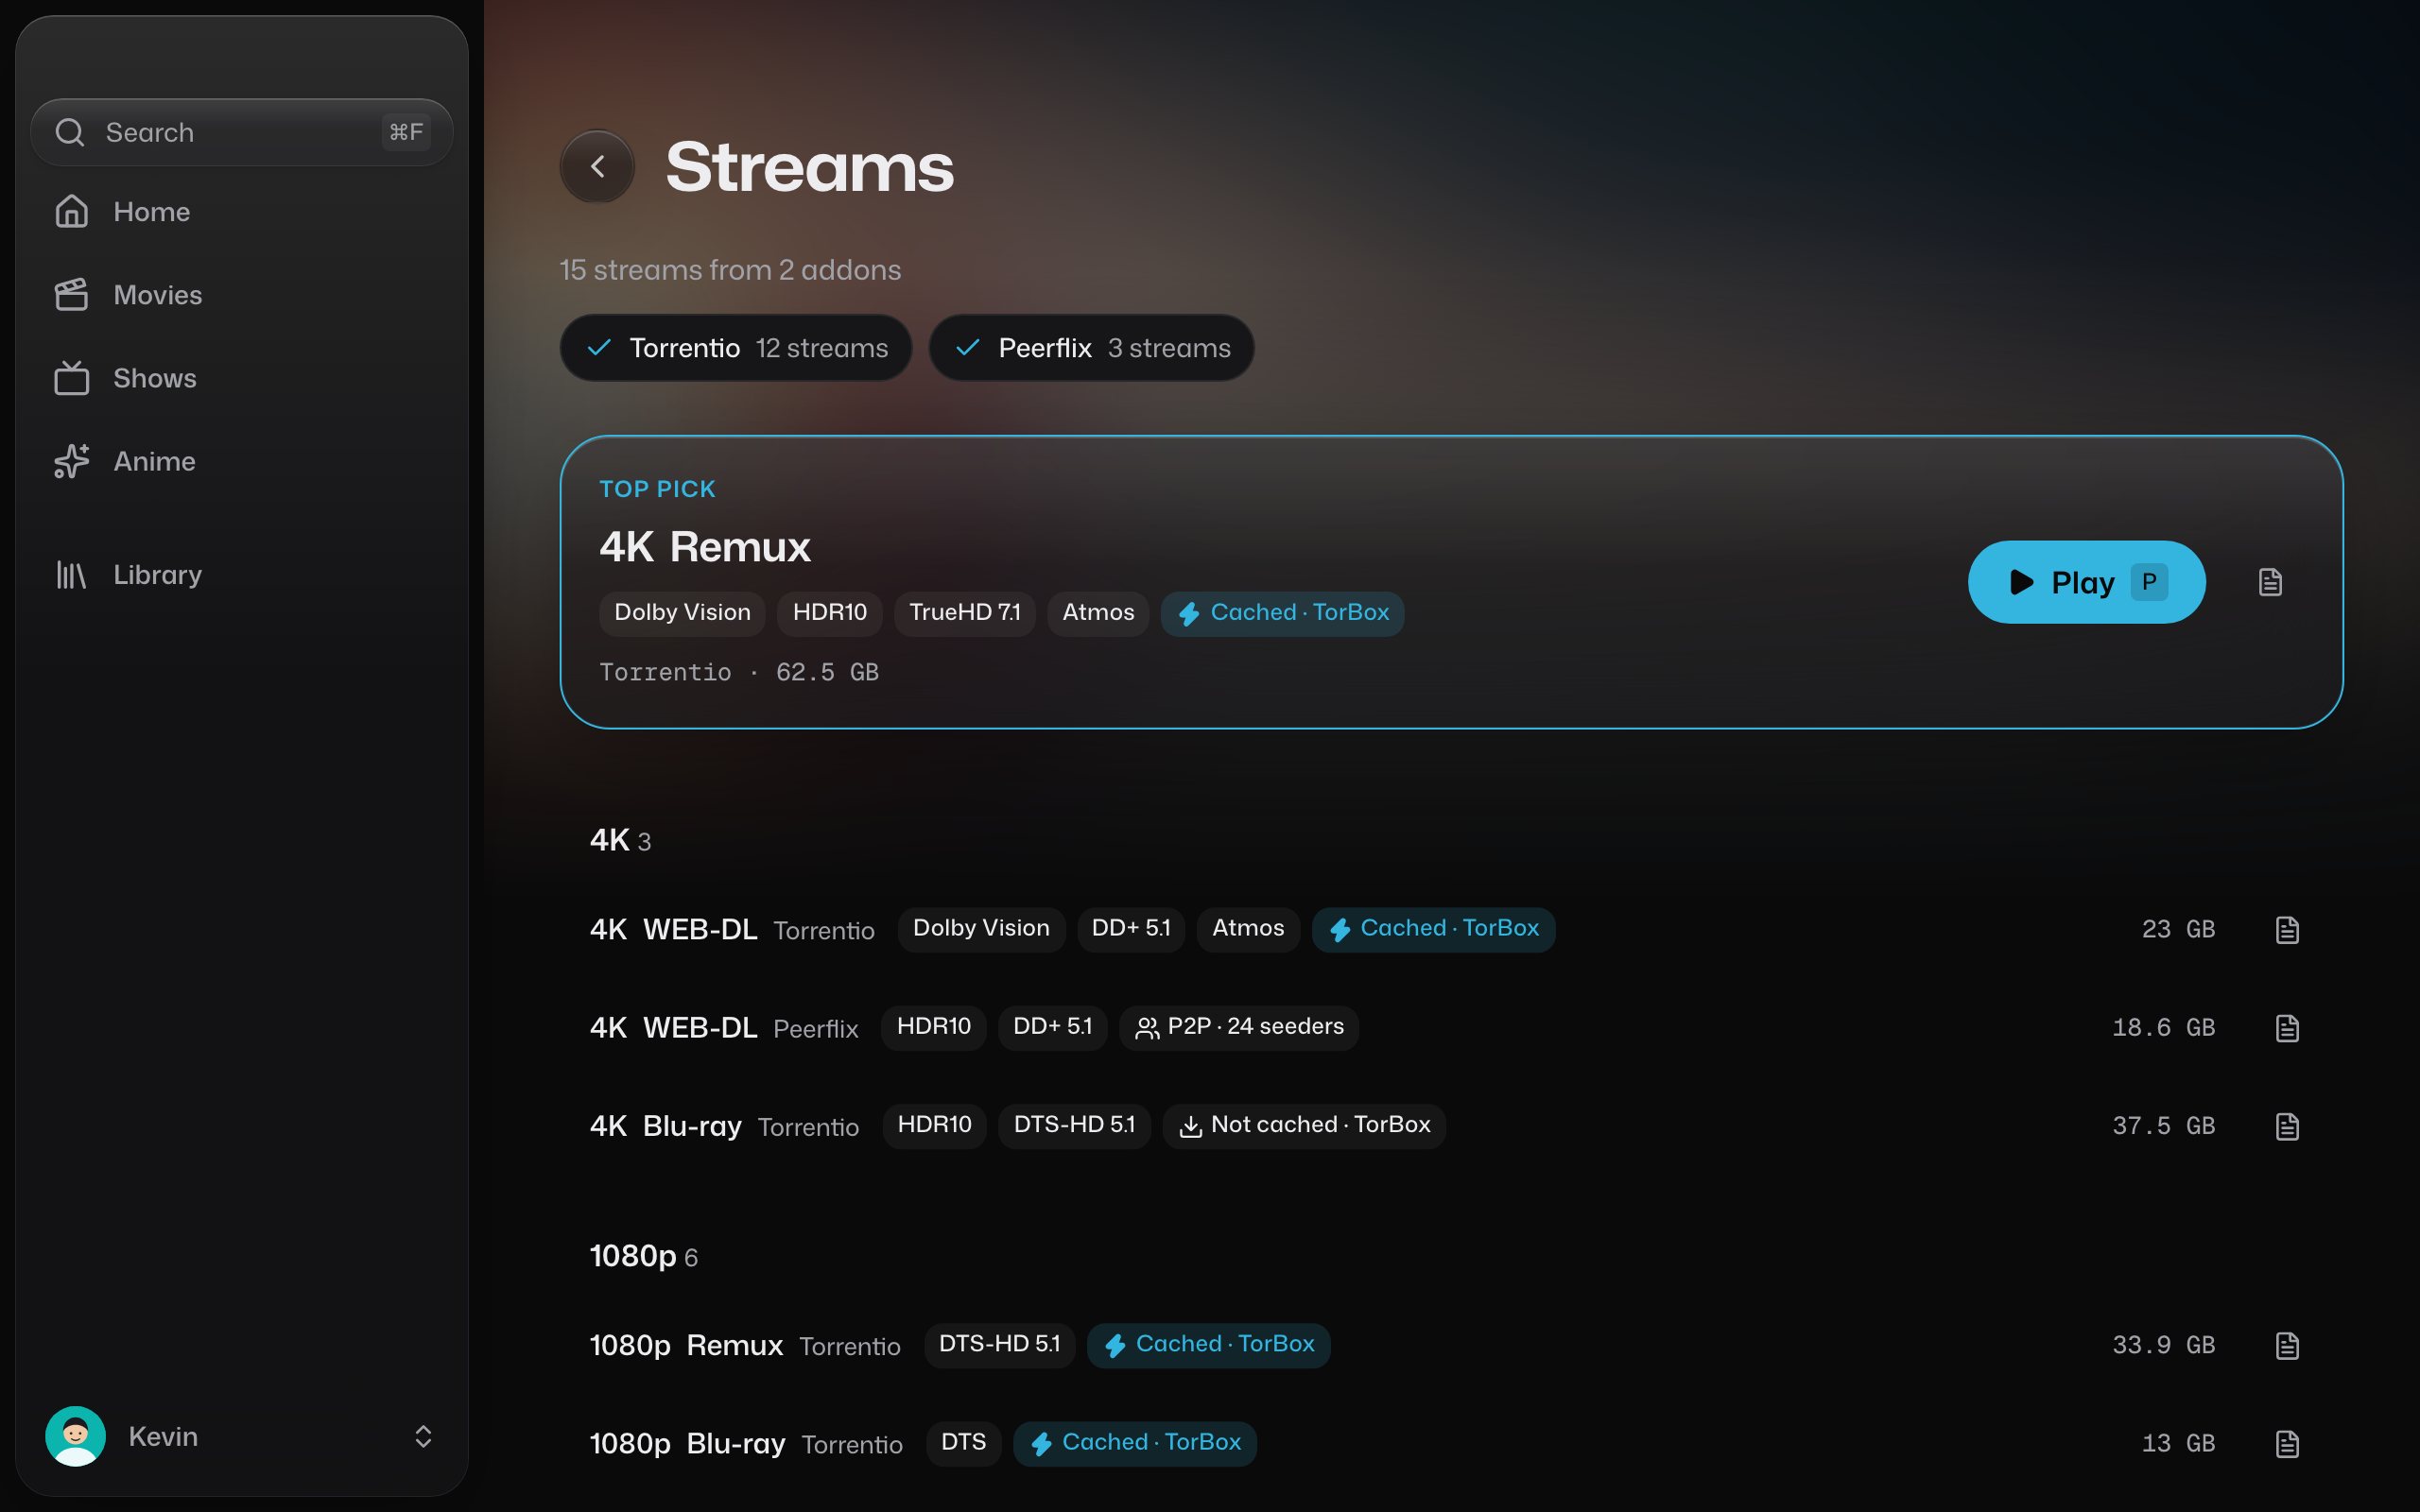 Search ⌘F
Home
Movies
Shows
Anime
Library
Kevin
Streams
15 streams from 2 addons
Torrentio 12 streams Peerflix 3 streams
TOP PICK
4K Remux
Dolby Vision HDR10 TrueHD 7.1 Atmos Cached · TorBox
Torrentio · 62.5 GB
Play P
4K 3
4K WEB-DL Torrentio Dolby Vision DD+ 5.1 Atmos Cached · TorBox 23 GB
4K WEB-DL Peerflix HDR10 DD+ 5.1 P2P · 24 seeders 18.6 GB
4K Blu-ray Torrentio HDR10 DTS-HD 5.1 Not cached · TorBox 37.5 GB
1080p 6
1080p Remux Torrentio DTS-HD 5.1 Cached · TorBox 33.9 GB
1080p Blu-ray Torrentio DTS Cached · TorBox 13 GB